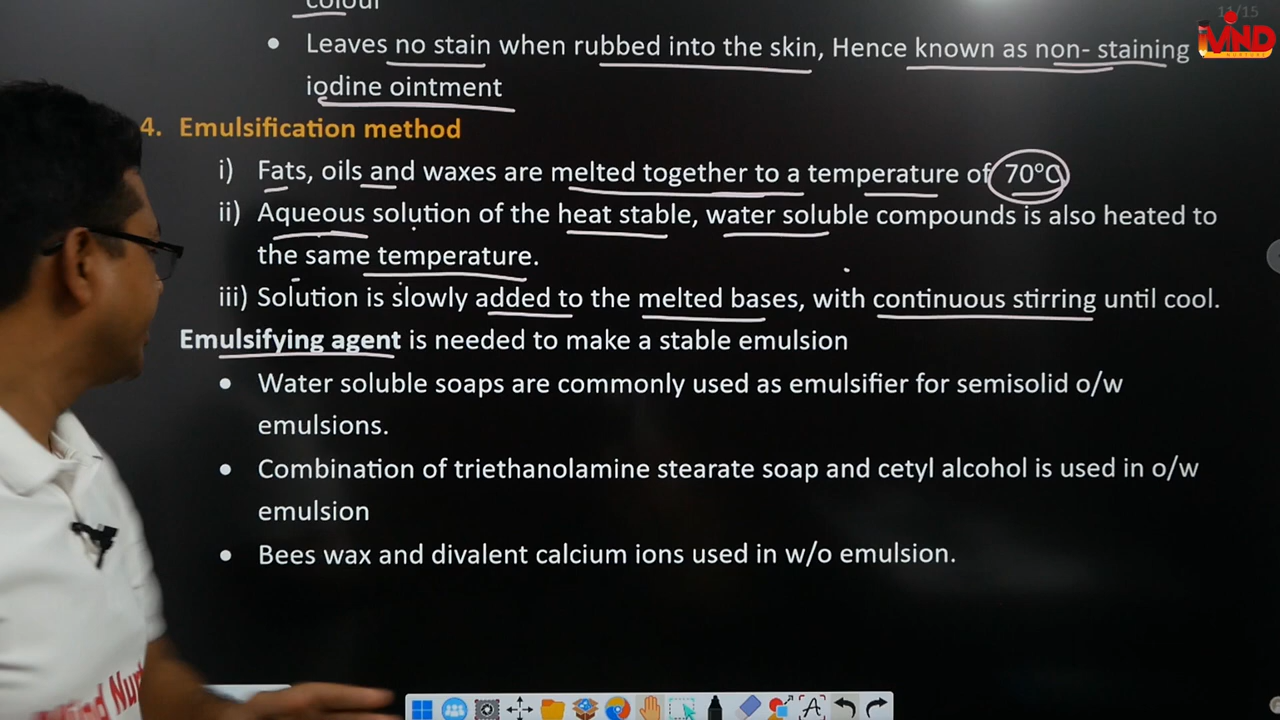 colour
11/15
• Leaves no stain when rubbed into the skin, Hence known as non- staining
iodine ointment
MIND
4. Emulsification method
i) Fats, oils and waxes are melted together to a temperature of 70°C
ii) Aqueous solution of the heat stable, water soluble compounds is also heated to
the same temperature.
iii) Solution is slowly added to the melted bases, with continuous stirring until cool.
Emulsifying agent is needed to make a stable emulsion
• Water soluble soaps are commonly used as emulsifier for semisolid o/w
emulsions.
• Combination of triethanolamine stearate soap and cetyl alcohol is used in o/w
emulsion
• Bees wax and divalent calcium ions used in w/o emulsion.